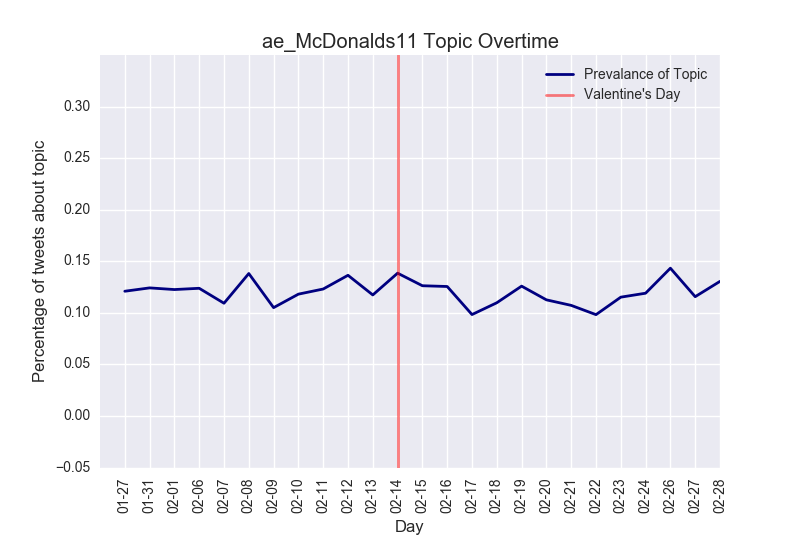 ae_McDonalds11 Topic Overtime
Prevalance of Topic
Valentine's Day
Percentage of tweets about topic
0.30
0.25
0.20
0.15
0.10
0.05
0.00
−0.05
01-27 01-31 02-01 02-06 02-07 02-08 02-09 02-10 02-11 02-12 02-13 02-14 02-15 02-16 02-17 02-18 02-19 02-20 02-21 02-22 02-23 02-24 02-26 02-27 02-28
Day